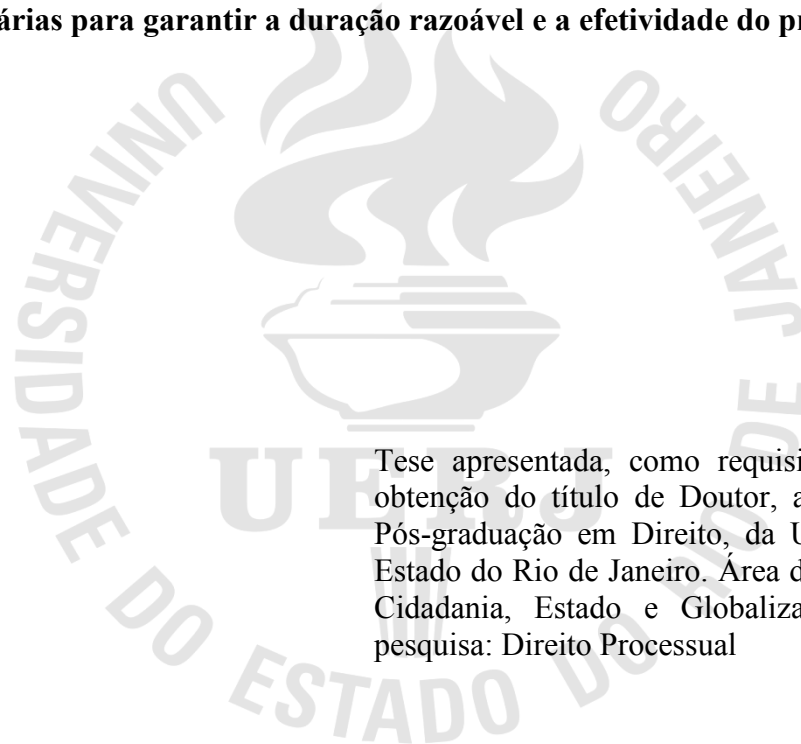 árias para garantir a duração razoável e a efetividade do pr
UNIVERSIDADE DO ESTADO DO RIO DE JANEIRO
UERJ
Tese apresentada, como requisi
obtenção do título de Doutor, a
Pós-graduação em Direito, da U
Estado do Rio de Janeiro. Área d
Cidadania, Estado e Globaliza
pesquisa: Direito Processual